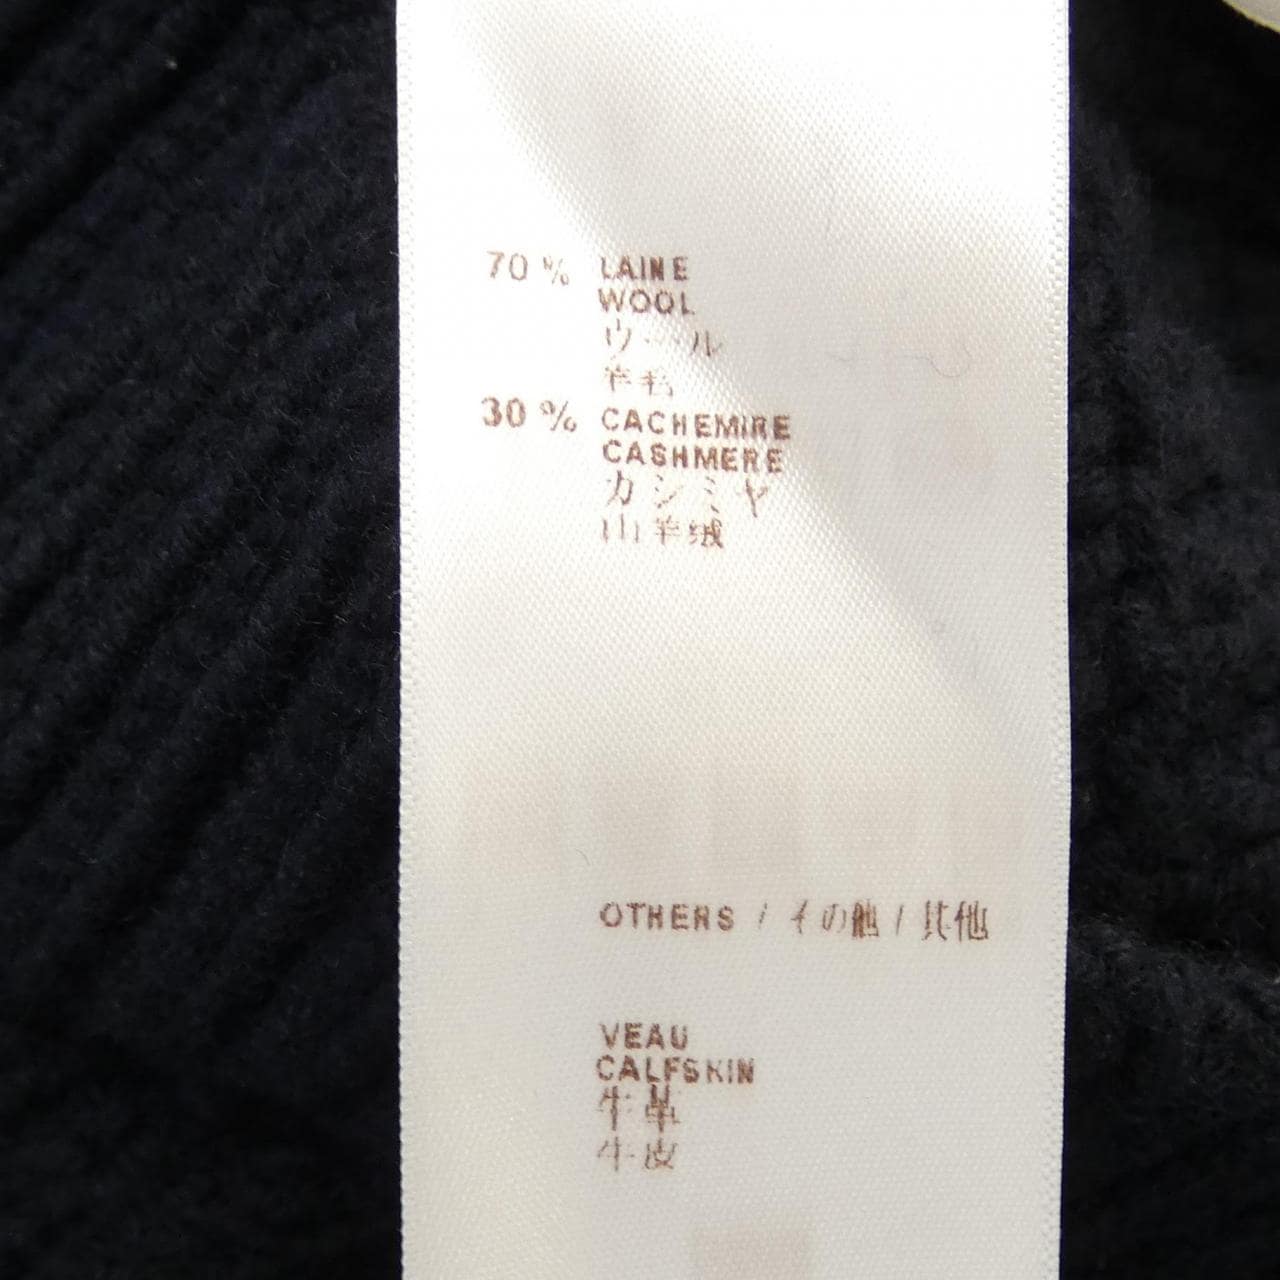 70 % LAINE
WOOL
ウール
羊毛
30 % CACHEMIRE
CASHMERE
カシミヤ
山羊绒
OTHERS / その他 / 其他
VEAU
CALFSKIN
牛革
牛皮